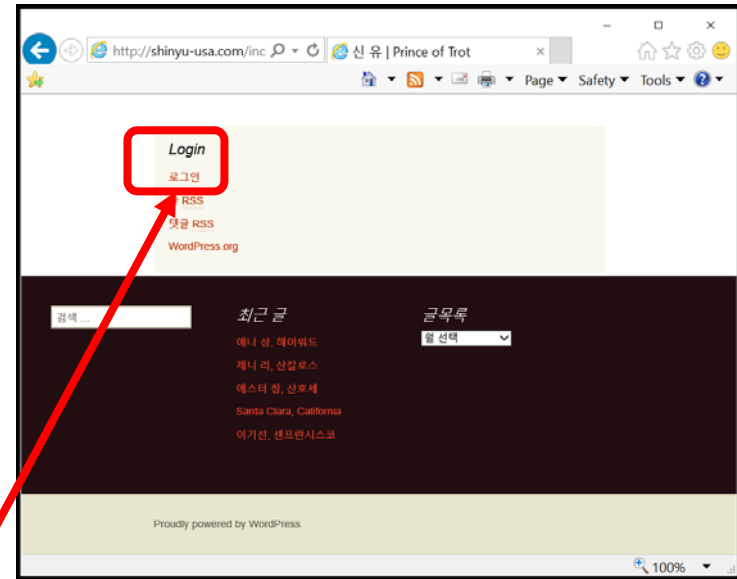 http://shinyu-usa.com/inc
신 유 | Prince of Trot
Page Safety Tools
Login
로그인
글 RSS
댓글 RSS
WordPress.org
검색 ...
최근 글
애나 성, 해이워드
제니 리, 산칼로스
에스터 정, 산호세
Santa Clara, California
이기선, 샌프란시스코
글목록
월 선택
Proudly powered by WordPress
100%